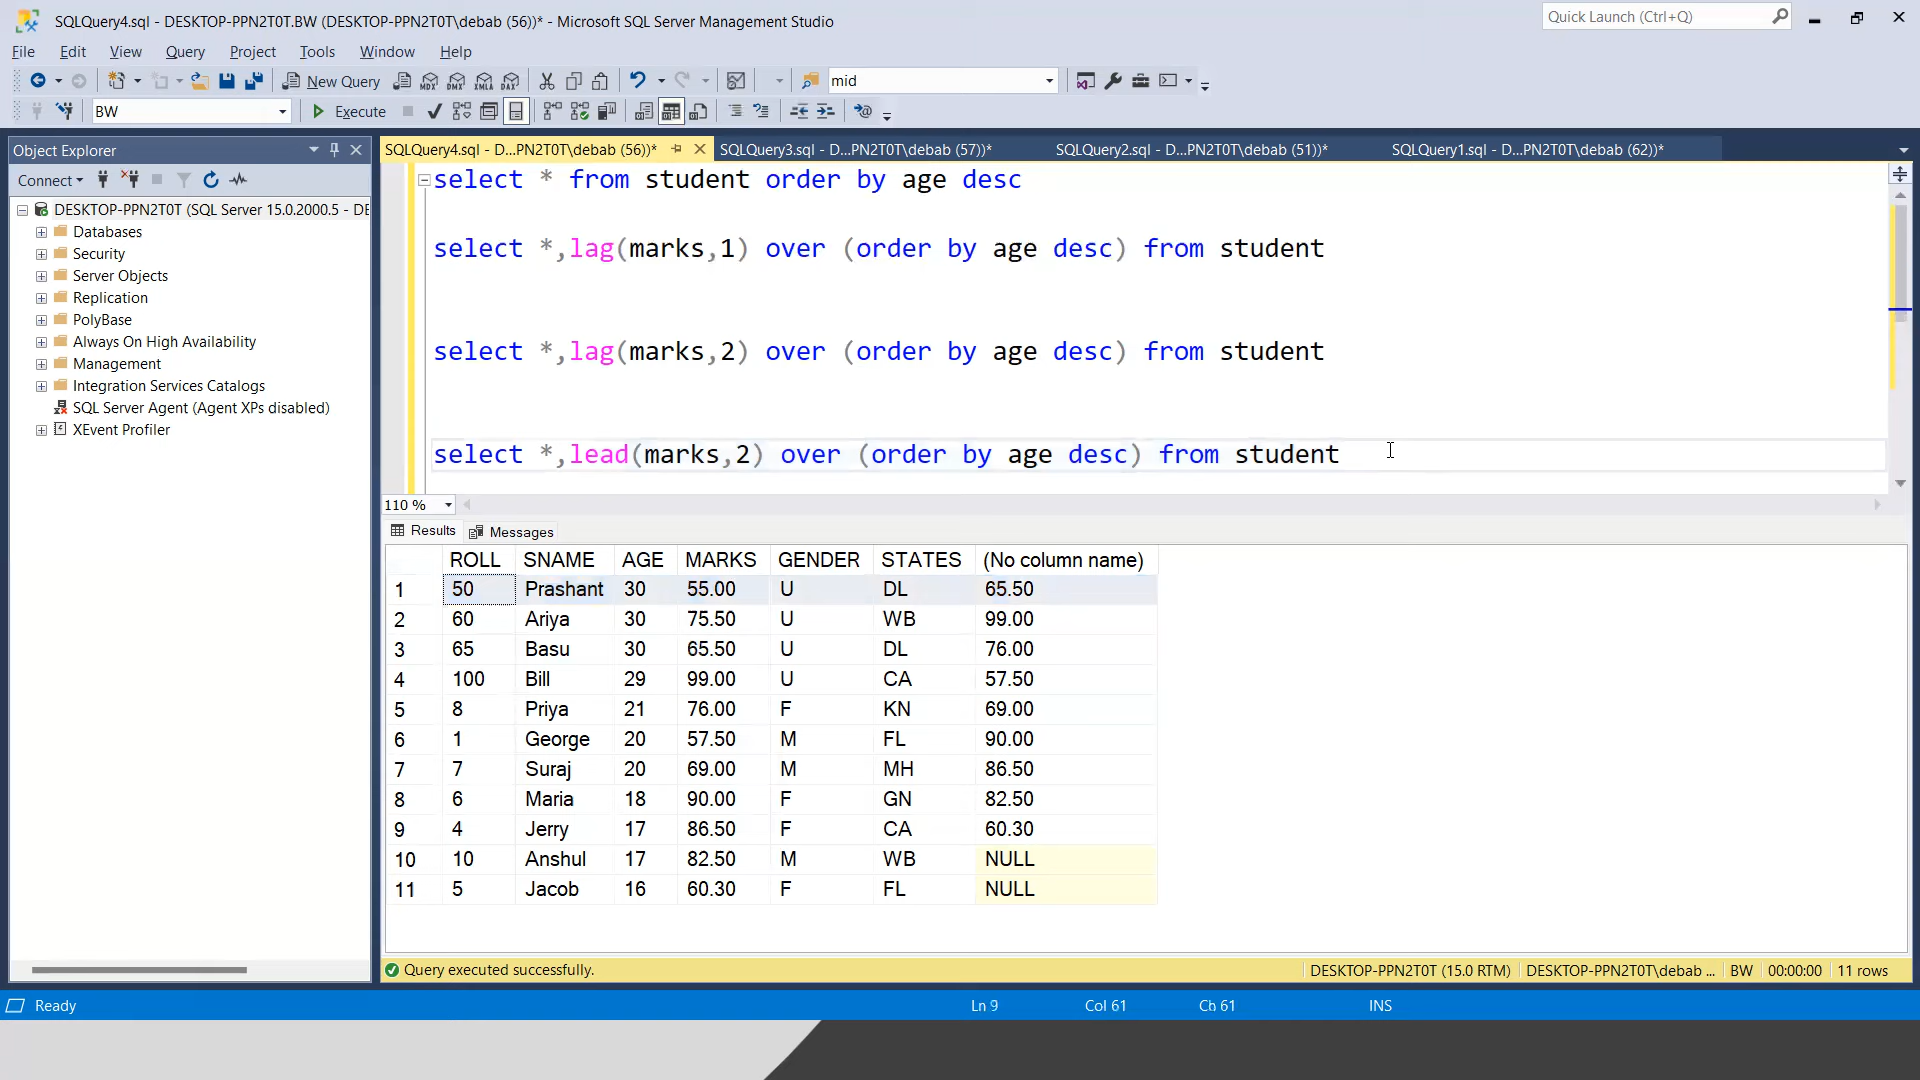 SQLQuery4.sql - DESKTOP-PPN2T0T.BW (DESKTOP-PPN2T0T\debab (56))* - Microsoft SQL Server Management Studio
Quick Launch (Ctrl+Q)
File Edit View Query Project Tools Window Help
New Query MDX DMX XMLA DAX mid
BW Execute
Object Explorer
SQLQuery4.sql - D...PN2T0T\debab (56))* SQLQuery3.sql - D...PN2T0T\debab (57))* SQLQuery2.sql - D...PN2T0T\debab (51))* SQLQuery1.sql - D...PN2T0T\debab (62))*
Connect
DESKTOP-PPN2T0T (SQL Server 15.0.2000.5 - DE
Databases
Security
Server Objects
Replication
PolyBase
Always On High Availability
Management
Integration Services Catalogs
SQL Server Agent (Agent XPs disabled)
XEvent Profiler
select * from student order by age desc
select *,lag(marks,1) over (order by age desc) from student
select *,lag(marks,2) over (order by age desc) from student
select *,lead(marks,2) over (order by age desc) from student
110 %
Results Messages
ROLL SNAME AGE MARKS GENDER STATES (No column name)
1 50 Prashant 30 55.00 U DL 65.50
2 60 Ariya 30 75.50 U WB 99.00
3 65 Basu 30 65.50 U DL 76.00
4 100 Bill 29 99.00 U CA 57.50
5 8 Priya 21 76.00 F KN 69.00
6 1 George 20 57.50 M FL 90.00
7 7 Suraj 20 69.00 M MH 86.50
8 6 Maria 18 90.00 F GN 82.50
9 4 Jerry 17 86.50 F CA 60.30
10 10 Anshul 17 82.50 M WB NULL
11 5 Jacob 16 60.30 F FL NULL
Query executed successfully. DESKTOP-PPN2T0T (15.0 RTM) DESKTOP-PPN2T0T\debab ... BW 00:00:00 11 rows
Ready Ln 9 Col 61 Ch 61 INS